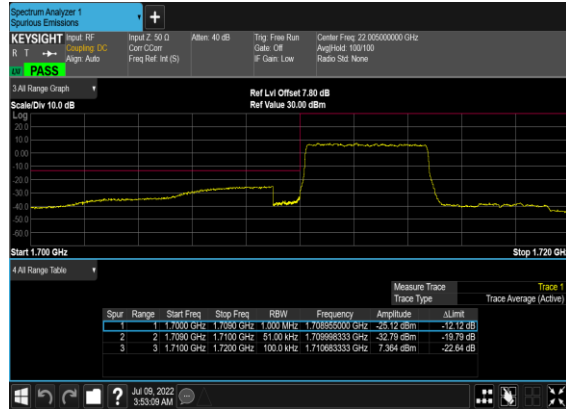 Spectrum Analyzer 1
Spurious Emissions
KEYSIGHT Input: RF Input Z: 50 Ω Atten: 40 dB Trig: Free Run Center Freq: 22.005000000 GHz
R T Coupling: DC Corr CCorr Gate: Off Avg|Hold: 100/100
Align: Auto Freq Ref: Int (S) IF Gain: Low Radio Std: None
PASS
3 All Range Graph
Ref Lvl Offset 7.80 dB
Scale/Div 10.0 dB Ref Value 30.00 dBm
Log
20.0
10.0
0.00
-10.0
-20.0
-30.0
-40.0
-50.0
-60.0
Start 1.700 GHz Stop 1.720 GH
4 All Range Table
Measure Trace Trace 1
Trace Type Trace Average (Active)
Spur Range Start Freq Stop Freq RBW Frequency Amplitude ΔLimit
1 1 1.7000 GHz 1.7090 GHz 1.000 MHz 1.708955000 GHz -25.12 dBm -12.12 dB
2 2 1.7090 GHz 1.7100 GHz 51.00 kHz 1.709998333 GHz -32.79 dBm -19.79 dB
3 3 1.7100 GHz 1.7200 GHz 100.0 kHz 1.710683333 GHz 7.364 dBm -22.64 dB
? Jul 09, 2022
3:53:09 AM